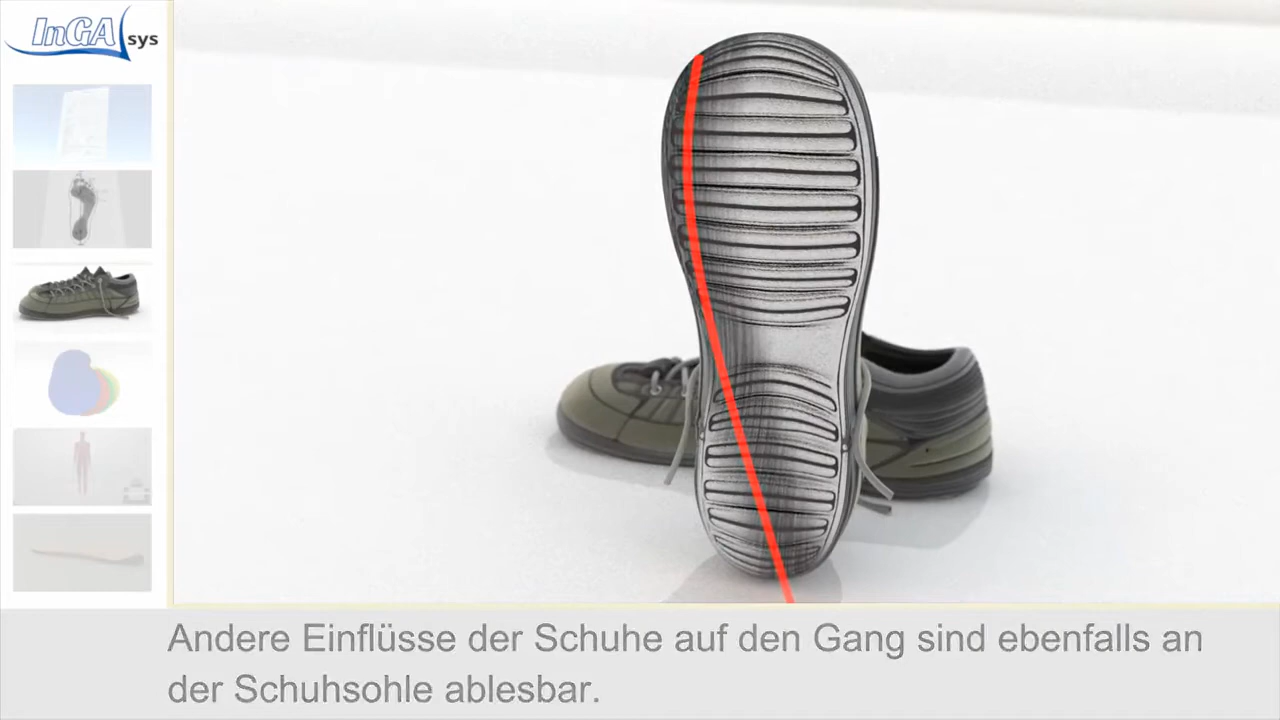 InGA sys
Andere Einflüsse der Schuhe auf den Gang sind ebenfalls an
der Schuhsohle ablesbar.